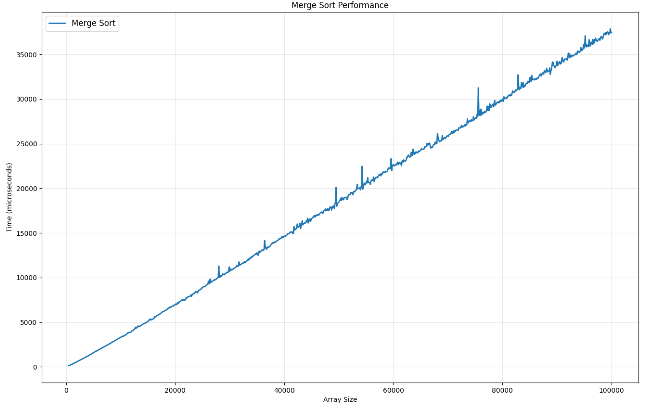 Merge Sort Performance
Merge Sort
35000
30000
25000
20000
15000
10000
5000
0
Time (microseconds)
0 20000 40000 60000 80000 100000
Array Size